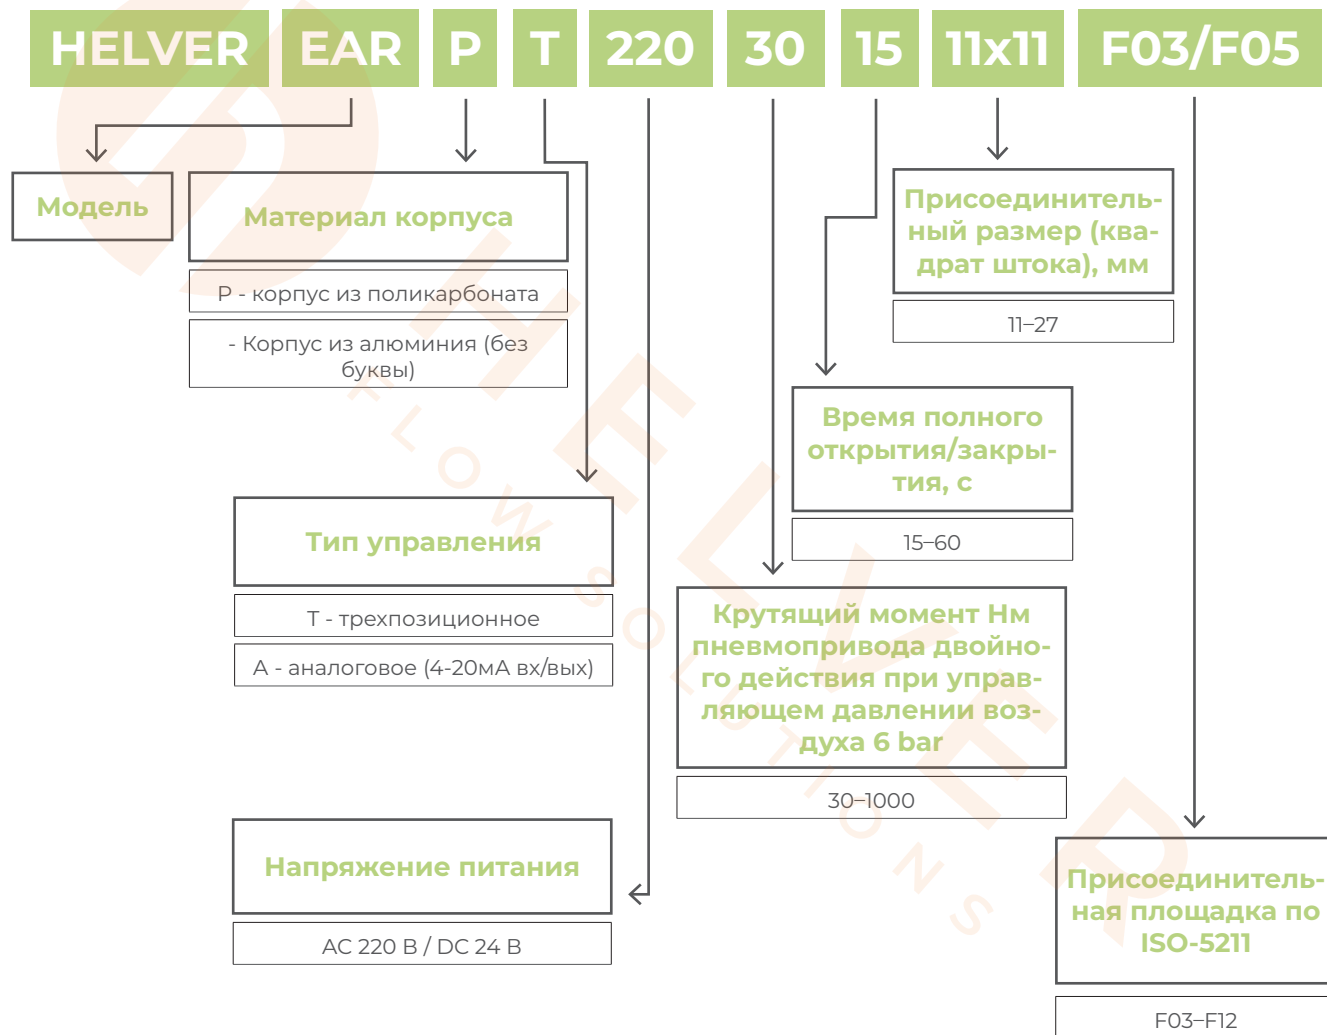 HELVER EAR P T 220 30 15 11x11 F03/F05
Модель
Материал корпуса
Р - корпус из поликарбоната
- Корпус из алюминия (без
буквы)
Присоединитель-
ный размер (ква-
драт штока), мм
11–27
Время полного
открытия/закры-
тия, с
15–60
Тип управления
Т - трехпозиционное
А - аналоговое (4-20мА вх/вых)
Крутящий момент Нм
пневмопривода двойно-
го действия при управ-
ляющем давлении воз-
духа 6 bar
30–1000
Напряжение питания
AC 220 В / DC 24 В
Присоединитель-
ная площадка по
ISO-5211
F03–F12
HELVER
FLOW SOLUTIONS